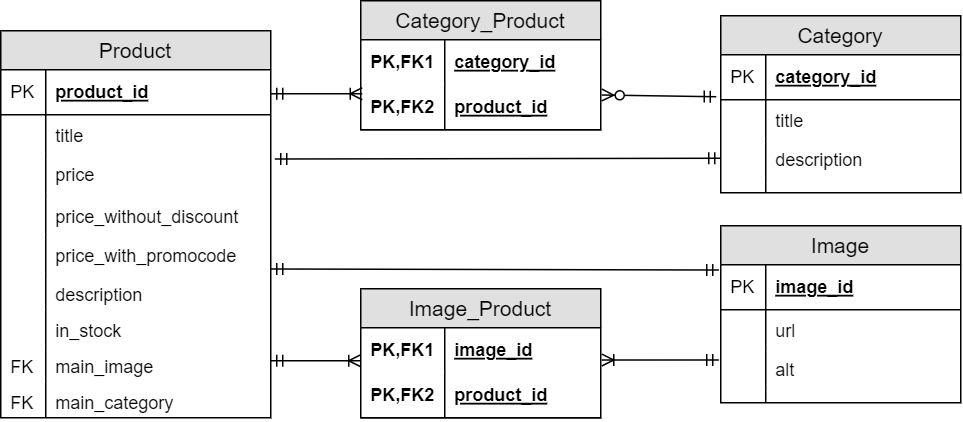 Product
PK product_id
title
price
price_without_discount
price_with_promocode
description
in_stock
FK main_image
FK main_category
Category_Product
PK,FK1 category_id
PK,FK2 product_id
Category
PK category_id
title
description
Image_Product
PK,FK1 image_id
PK,FK2 product_id
Image
PK image_id
url
alt